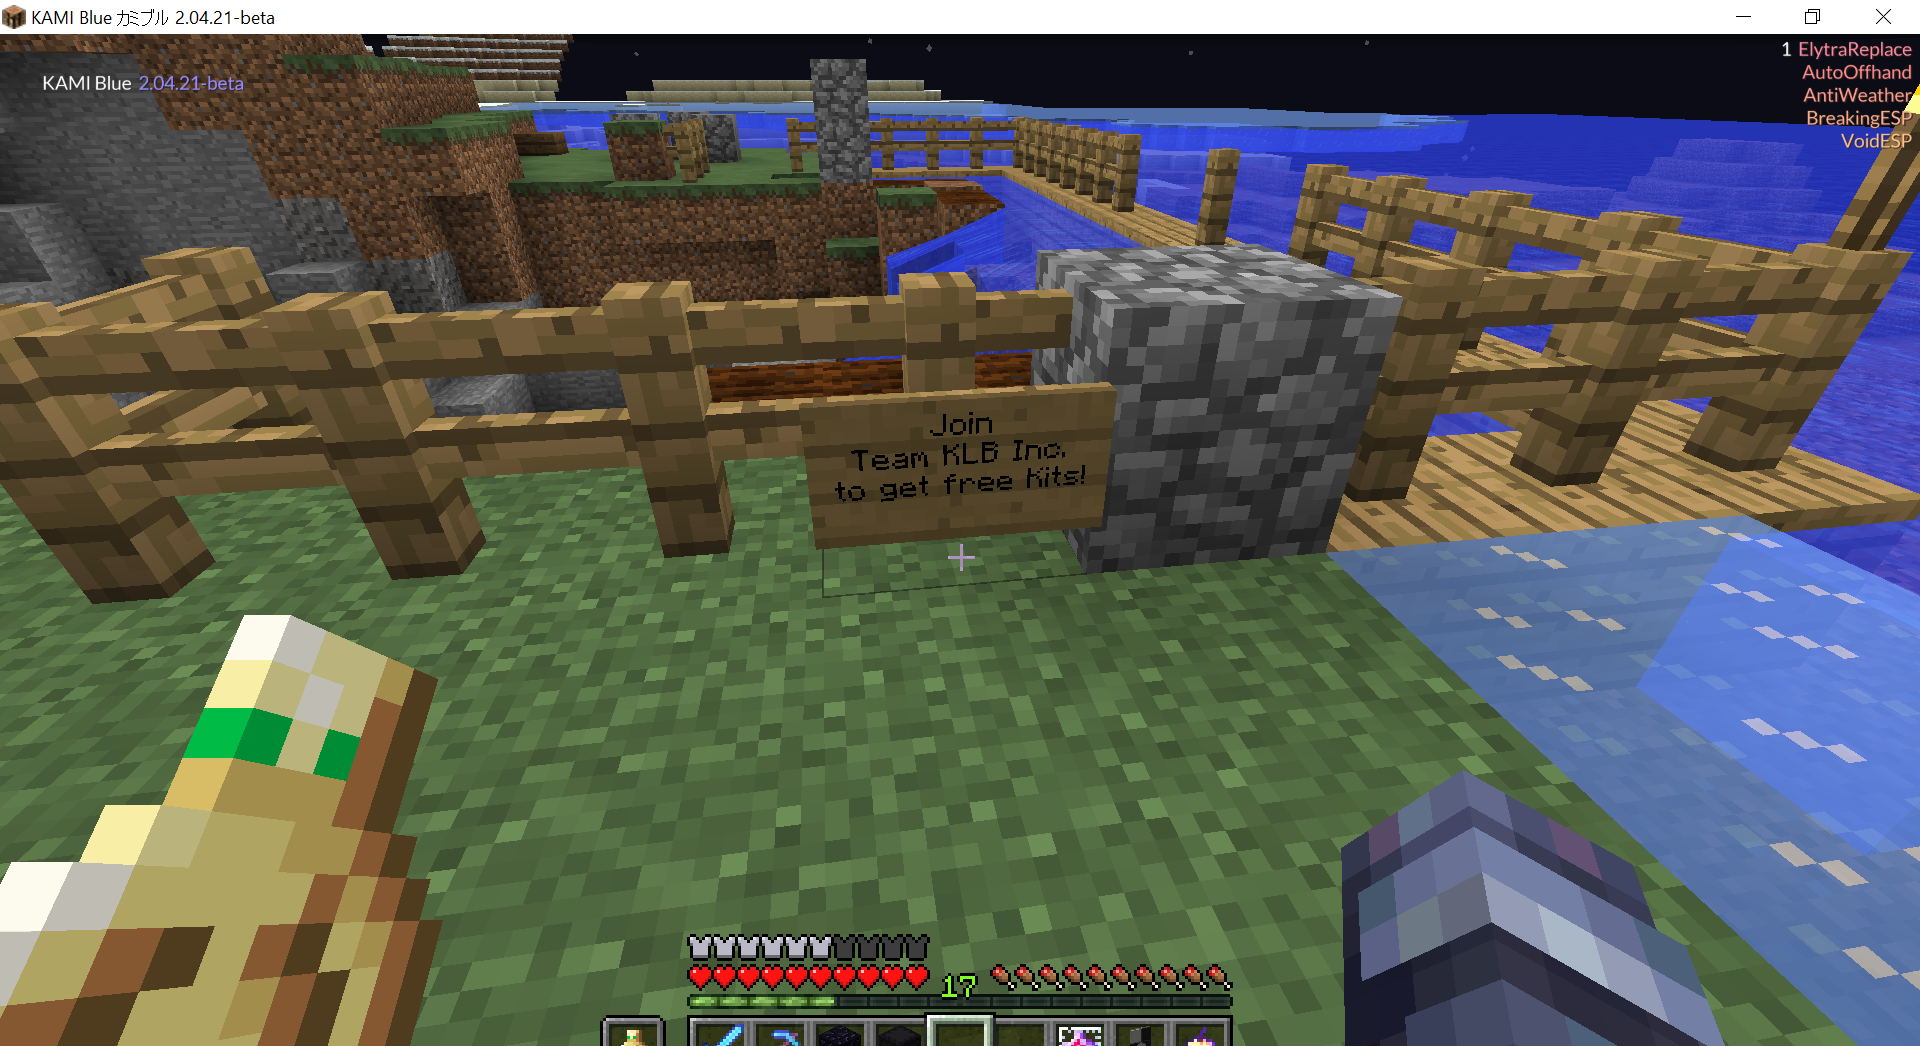 KAMI Blue カミブル 2.04.21-beta
KAMI Blue 2.04.21-beta
1 ElytraReplace
AutoOffhand
AntiWeather
BreakingESP
VoidESP
Join
Team KLB Inc.
to get free Kits!
17